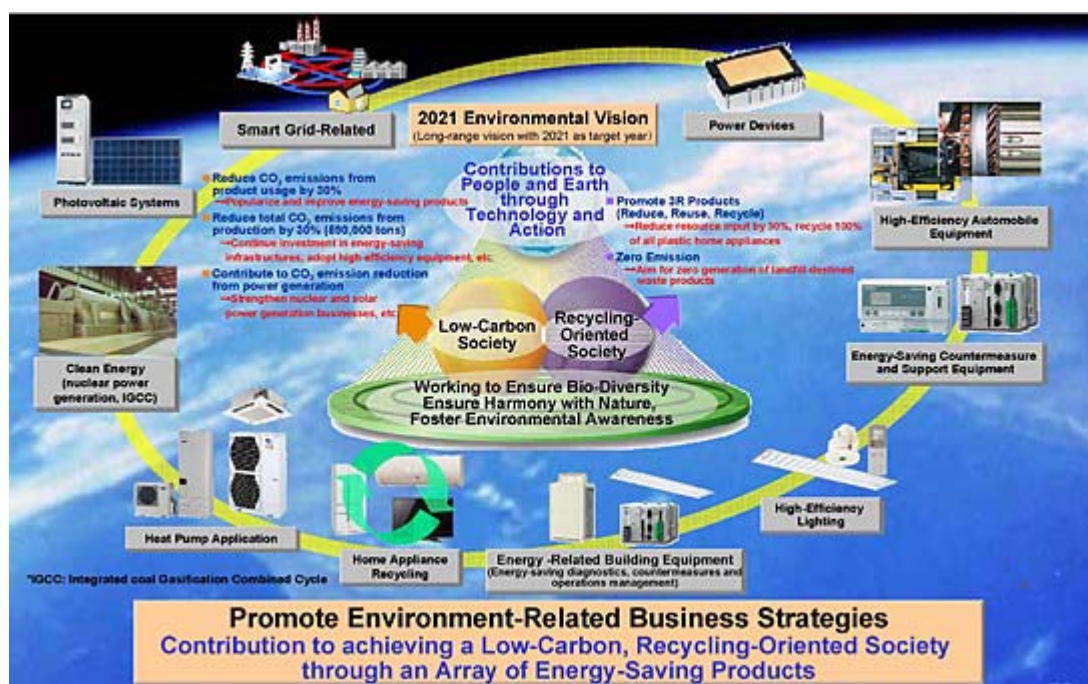 Smart Grid-Related
2021 Environmental Vision
(Long-range vision with 2021 as target year)
Power Devices
Photovoltaic Systems
High-Efficiency Automobile
Equipment
Contributions to
People and Earth
through
Technology and
Action
Reduce CO₂ emissions from
product usage by 30%
→Popularize and improve energy-saving products
Reduce total CO₂ emissions from
production by 30% (520,000 tons)
→Continue investment in energy-saving
infrastructures, adopt high-efficiency equipment, etc.
Contribute to CO₂ emission reduction
from power generation
→Strengthen nuclear and solar
power generation businesses, etc.
Promote 3R Products
(Reduce, Reuse, Recycle)
→Reduce resource input by 30%, recycle 100%
of all plastic home appliances
Zero Emission
→Aim for zero generation of landfill-destined
waste products
Low-Carbon
Society
Recycling-
Oriented
Society
Working to Ensure Bio-Diversity
Ensure Harmony with Nature,
Foster Environmental Awareness
Clean Energy
(nuclear power
generation, IGCC)
Energy-Saving Countermeasure
and Support Equipment
Heat Pump Application
Home Appliance
Recycling
Energy -Related Building Equipment
(Energy-saving diagnostics, countermeasures and
operations management)
High-Efficiency
Lighting
*IGCC: Integrated coal Gasification Combined Cycle
Promote Environment-Related Business Strategies
Contribution to achieving a Low-Carbon, Recycling-Oriented Society
through an Array of Energy-Saving Products